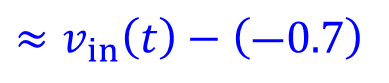 ≈ v_in(t) − (−0.7)